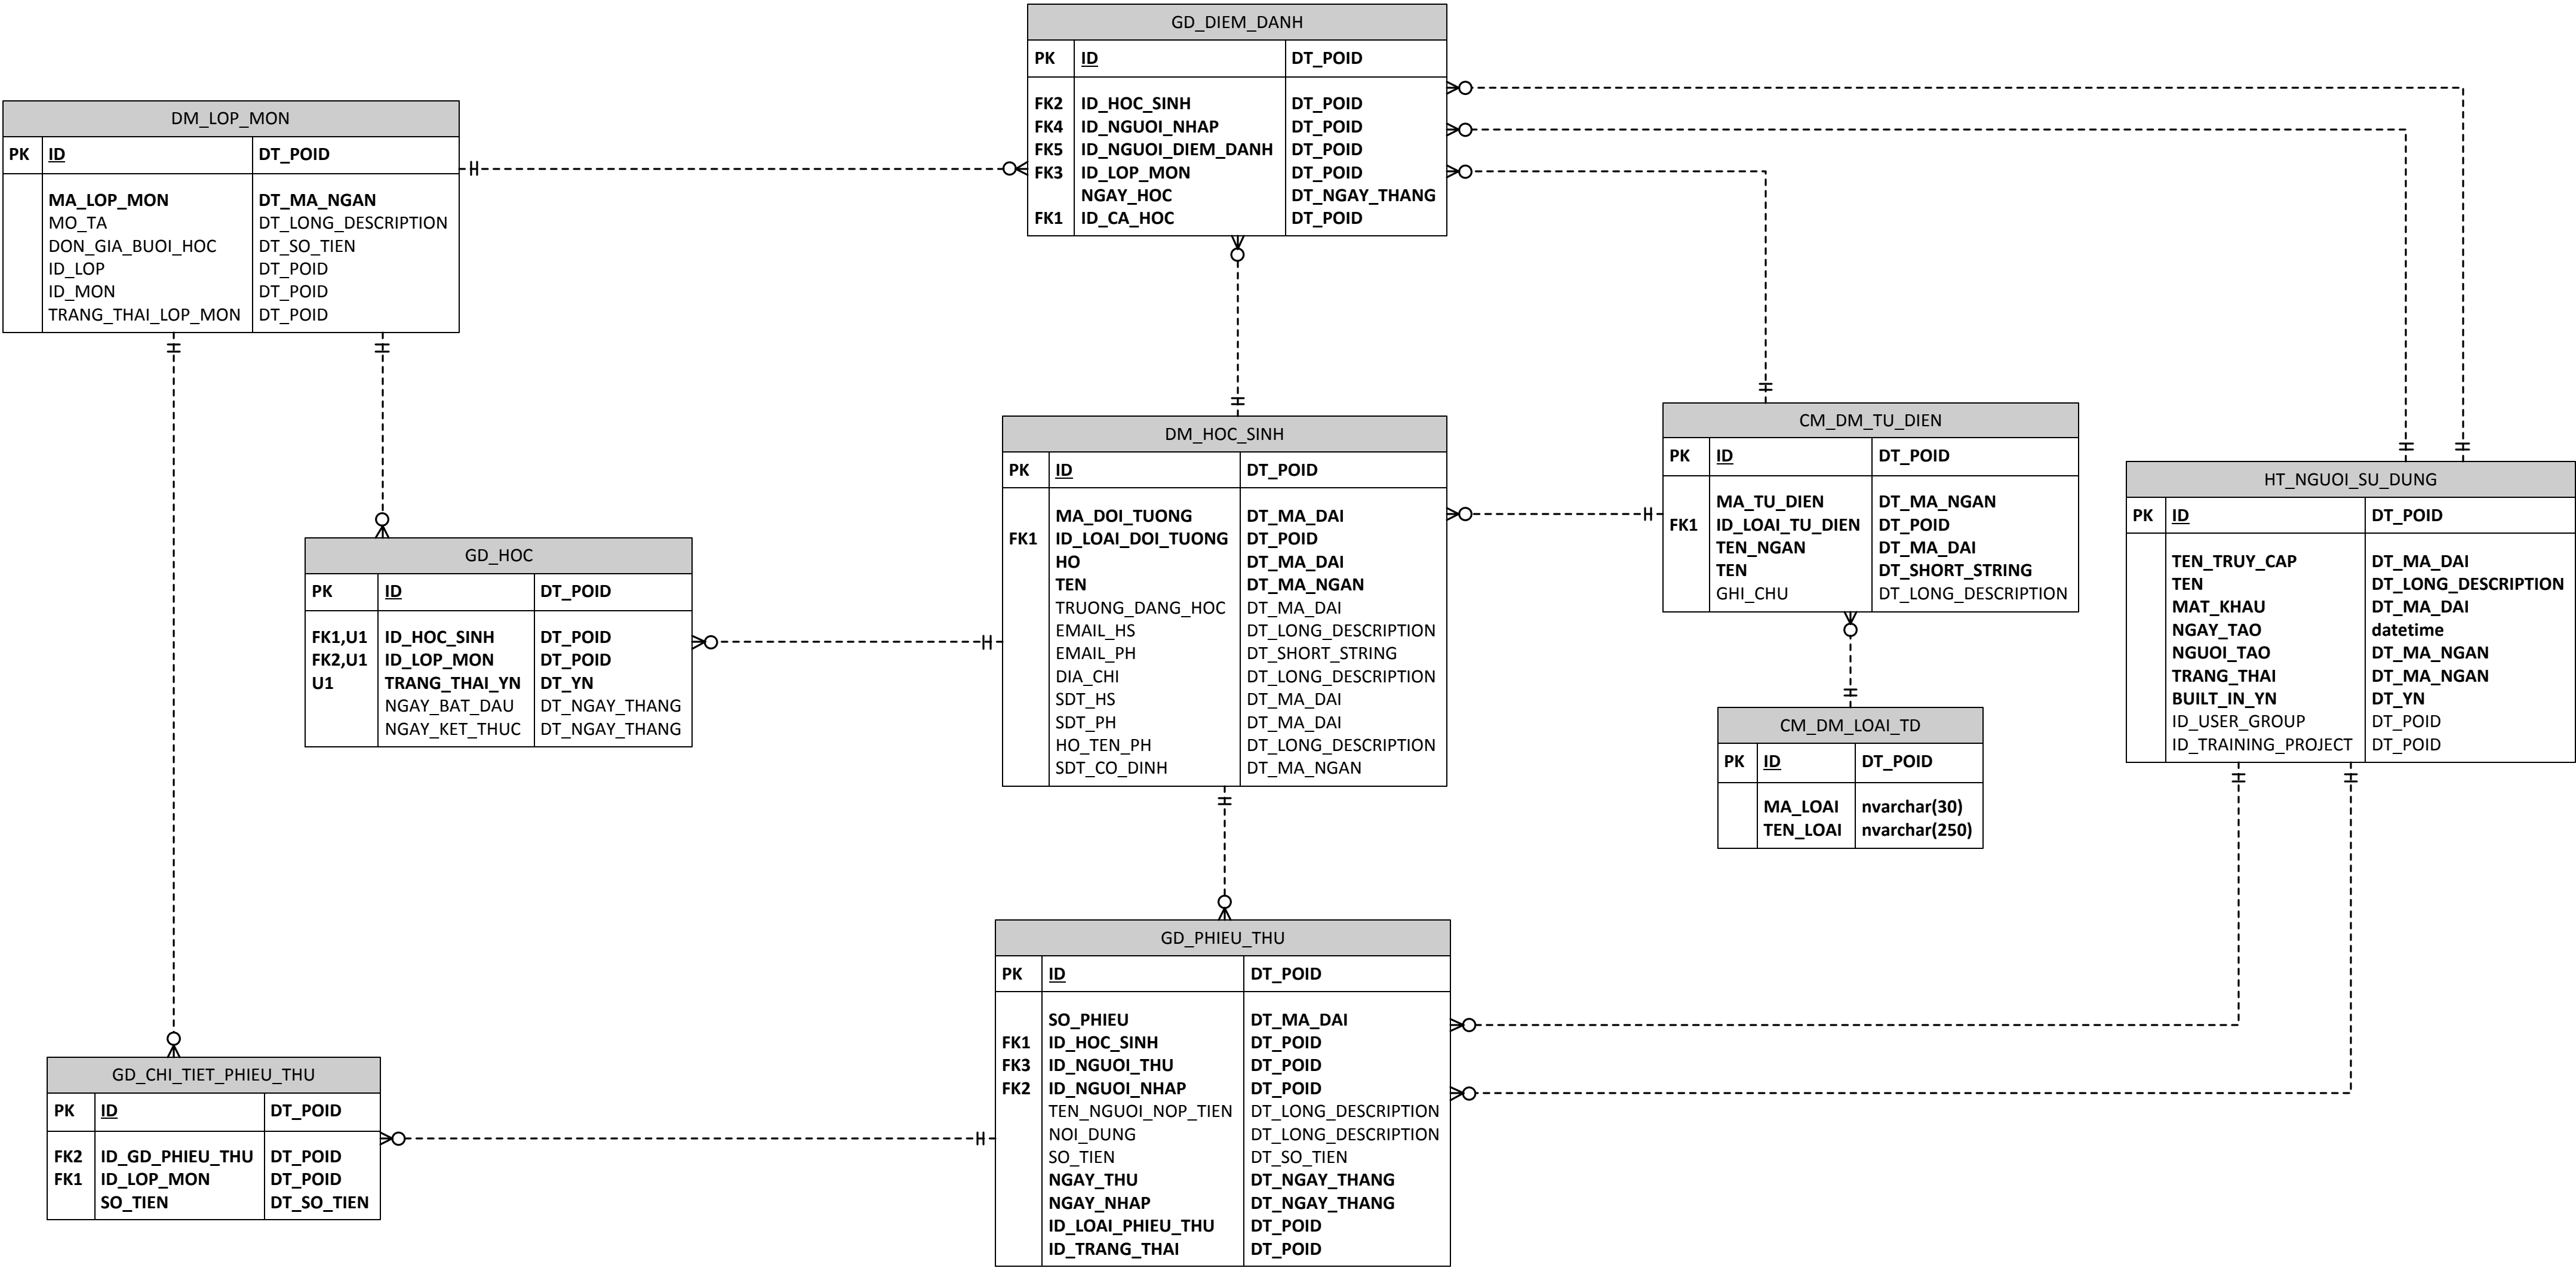 GD_DIEM_DANH
PK ID DT_POID
FK2 ID_HOC_SINH DT_POID
FK4 ID_NGUOI_NHAP DT_POID
FK5 ID_NGUOI_DIEM_DANH DT_POID
FK3 ID_LOP_MON DT_POID
NGAY_HOC DT_NGAY_THANG
FK1 ID_CA_HOC DT_POID
DM_LOP_MON
PK ID DT_POID
MA_LOP_MON DT_MA_NGAN
MO_TA DT_LONG_DESCRIPTION
DON_GIA_BUOI_HOC DT_SO_TIEN
ID_LOP DT_POID
ID_MON DT_POID
TRANG_THAI_LOP_MON DT_POID
DM_HOC_SINH
PK ID DT_POID
MA_DOI_TUONG DT_MA_DAI
FK1 ID_LOAI_DOI_TUONG DT_POID
HO DT_MA_DAI
TEN DT_MA_NGAN
TRUONG_DANG_HOC DT_MA_DAI
EMAIL_HS DT_LONG_DESCRIPTION
EMAIL_PH DT_SHORT_STRING
DIA_CHI DT_LONG_DESCRIPTION
SDT_HS DT_MA_DAI
SDT_PH DT_MA_DAI
HO_TEN_PH DT_LONG_DESCRIPTION
SDT_CO_DINH DT_MA_NGAN
CM_DM_TU_DIEN
PK ID DT_POID
MA_TU_DIEN DT_MA_NGAN
FK1 ID_LOAI_TU_DIEN DT_POID
TEN_NGAN DT_MA_DAI
TEN DT_SHORT_STRING
GHI_CHU DT_LONG_DESCRIPTION
HT_NGUOI_SU_DUNG
PK ID DT_POID
TEN_TRUY_CAP DT_MA_DAI
TEN DT_LONG_DESCRIPTION
MAT_KHAU DT_MA_DAI
NGAY_TAO datetime
NGUOI_TAO DT_MA_NGAN
TRANG_THAI DT_MA_NGAN
BUILT_IN_YN DT_YN
ID_USER_GROUP DT_POID
ID_TRAINING_PROJECT DT_POID
GD_HOC
PK ID DT_POID
FK1,U1 ID_HOC_SINH DT_POID
FK2,U1 ID_LOP_MON DT_POID
U1 TRANG_THAI_YN DT_YN
NGAY_BAT_DAU DT_NGAY_THANG
NGAY_KET_THUC DT_NGAY_THANG
CM_DM_LOAI_TD
PK ID DT_POID
MA_LOAI nvarchar(30)
TEN_LOAI nvarchar(250)
GD_PHIEU_THU
PK ID DT_POID
SO_PHIEU DT_MA_DAI
FK1 ID_HOC_SINH DT_POID
FK3 ID_NGUOI_THU DT_POID
FK2 ID_NGUOI_NHAP DT_POID
TEN_NGUOI_NOP_TIEN DT_LONG_DESCRIPTION
NOI_DUNG DT_LONG_DESCRIPTION
SO_TIEN DT_SO_TIEN
NGAY_THU DT_NGAY_THANG
NGAY_NHAP DT_NGAY_THANG
ID_LOAI_PHIEU_THU DT_POID
ID_TRANG_THAI DT_POID
GD_CHI_TIET_PHIEU_THU
PK ID DT_POID
FK2 ID_GD_PHIEU_THU DT_POID
FK1 ID_LOP_MON DT_POID
SO_TIEN DT_SO_TIEN